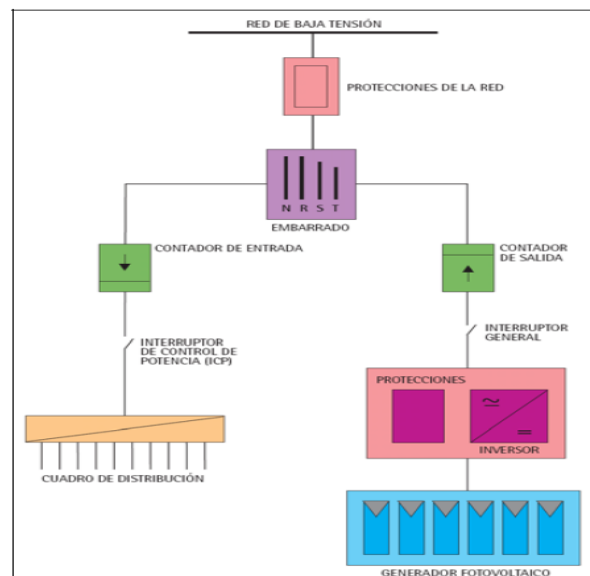 RED DE BAJA TENSIÓN
PROTECCIONES DE LA RED
N R S T
EMBARRADO
CONTADOR DE ENTRADA
CONTADOR
DE SALIDA
INTERRUPTOR
DE CONTROL DE
POTENCIA (ICP)
INTERRUPTOR
GENERAL
PROTECCIONES
INVERSOR
CUADRO DE DISTRIBUCIÓN
GENERADOR FOTOVOLTAICO